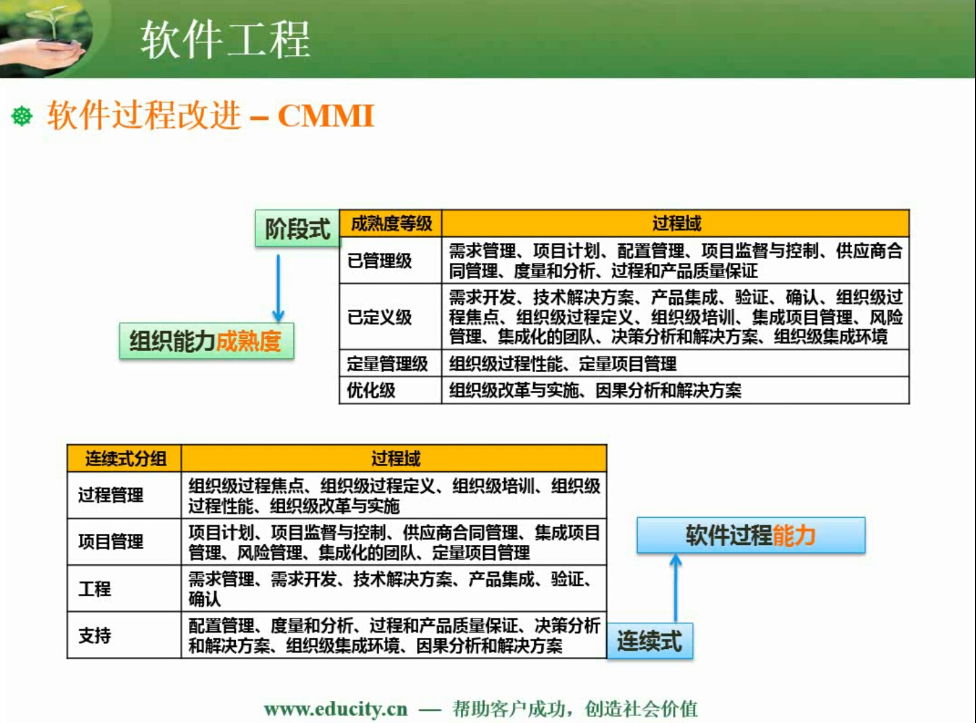 软件工程
软件过程改进 – CMMI
阶段式
成熟度等级 过程域
已管理级
需求管理、项目计划、配置管理、项目监督与控制、供应商合
同管理、度量和分析、过程和产品质量保证
已定义级
需求开发、技术解决方案、产品集成、验证、确认、组织级过
程焦点、组织级过程定义、组织级培训、集成项目管理、风险
管理、集成化的团队、决策分析和解决方案、组织级集成环境
定量管理级 组织级过程性能、定量项目管理
优化级 组织级改革与实施、因果分析和解决方案
组织能力成熟度
连续式分组 过程域
过程管理
组织级过程焦点、组织级过程定义、组织级培训、组织级
过程性能、组织级改革与实施
项目管理
项目计划、项目监督与控制、供应商合同管理、集成项目
管理、风险管理、集成化的团队、定量项目管理
工程
需求管理、需求开发、技术解决方案、产品集成、验证、
确认
支持
配置管理、度量和分析、过程和产品质量保证、决策分析
和解决方案、组织级集成环境、因果分析和解决方案
软件过程能力
连续式
www.educity.cn — 帮助客户成功，创造社会价值